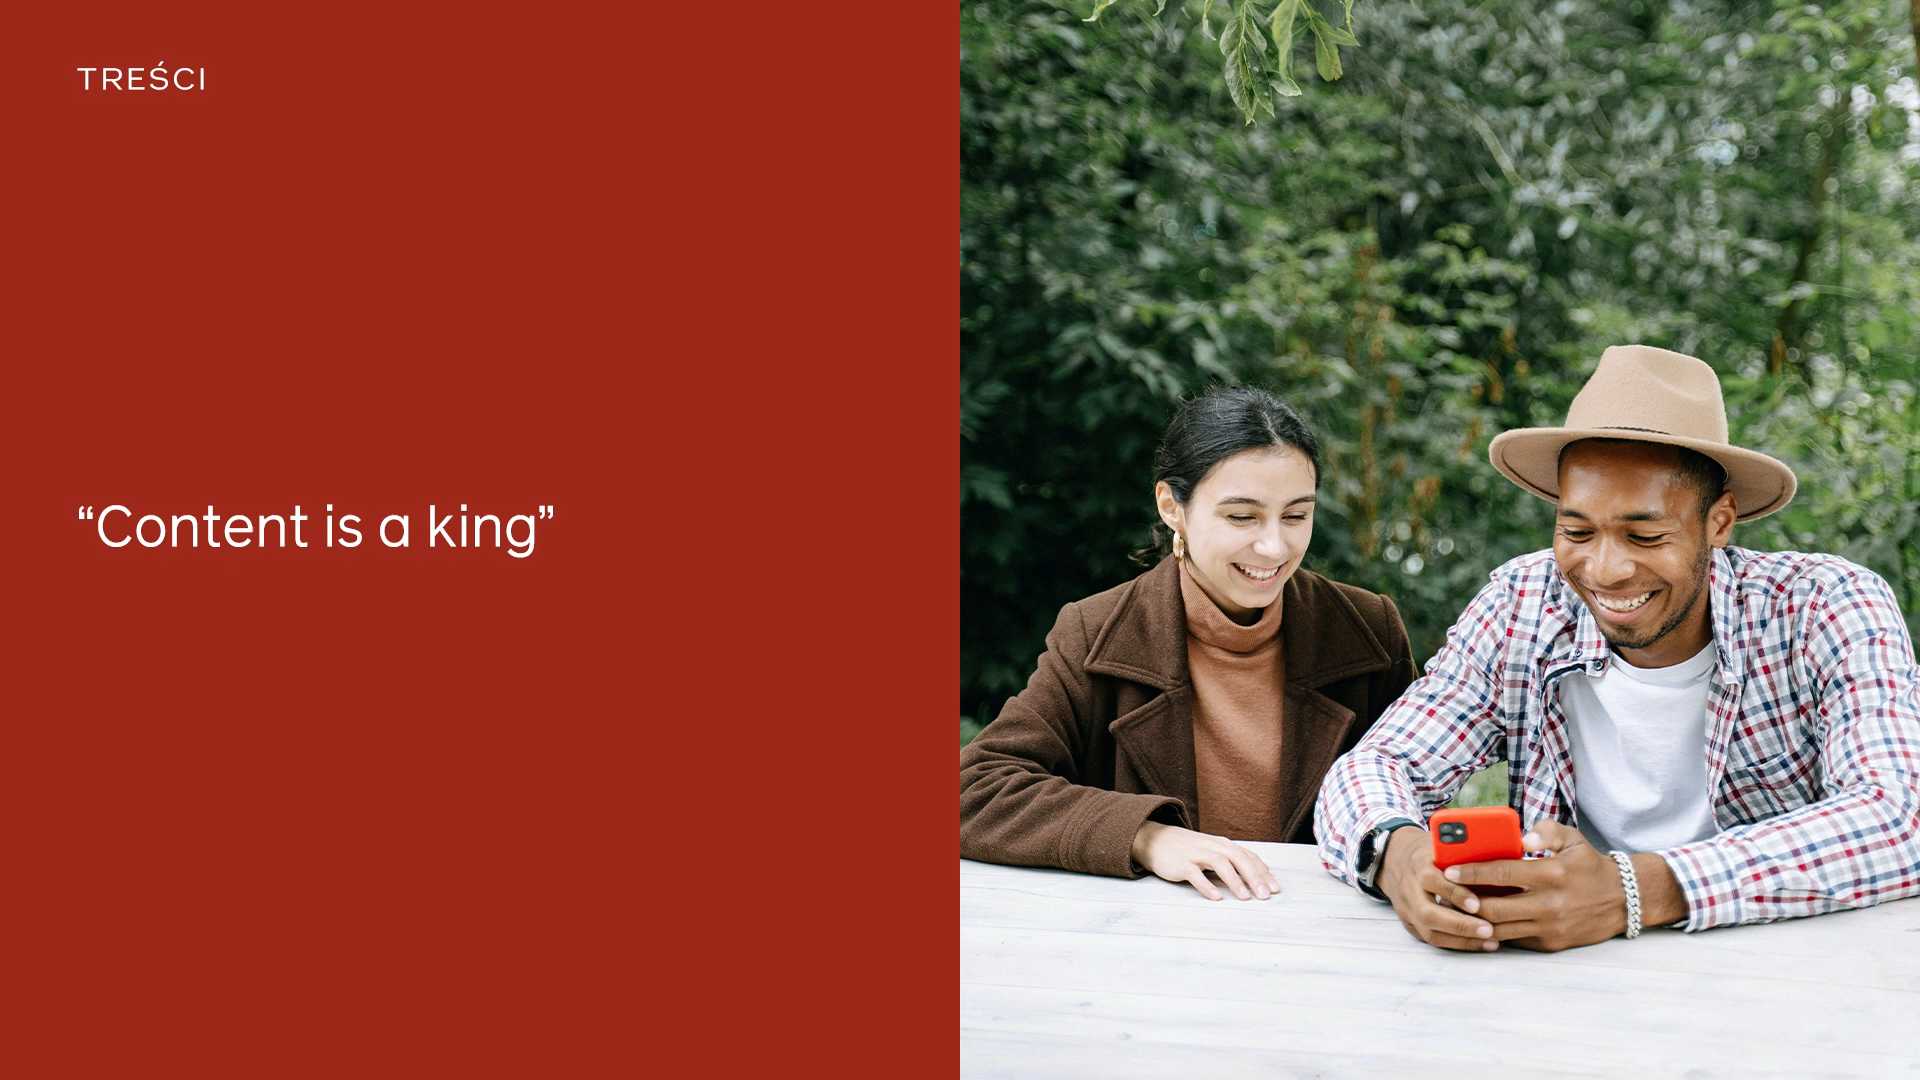 TREŚCI
“Content is a king”